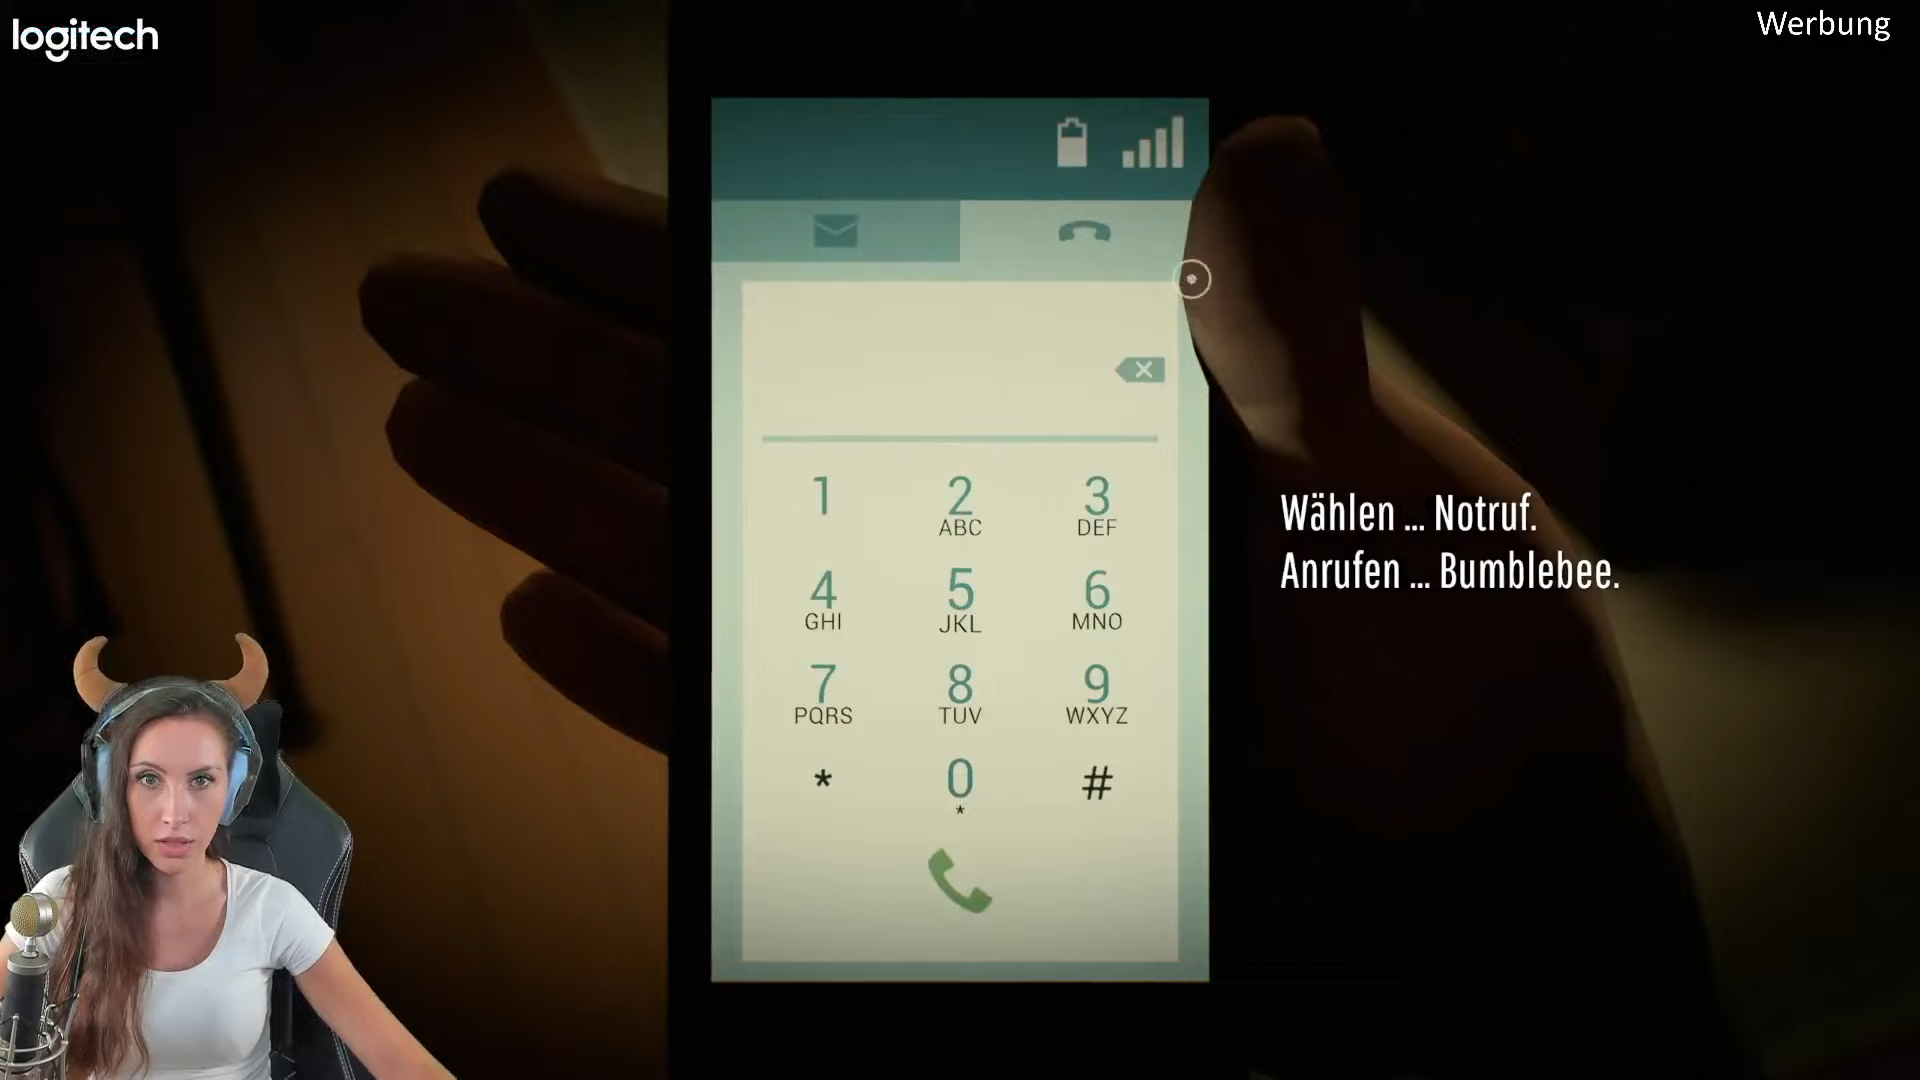 logitech
Werbung
1
2
3
ABC
DEF
Wählen ... Notruf.
Anrufen ... Bumblebee.
4
5
6
GHI
JKL
MNO
7
8
9
PQRS
TUV
WXYZ
*
0
#
*